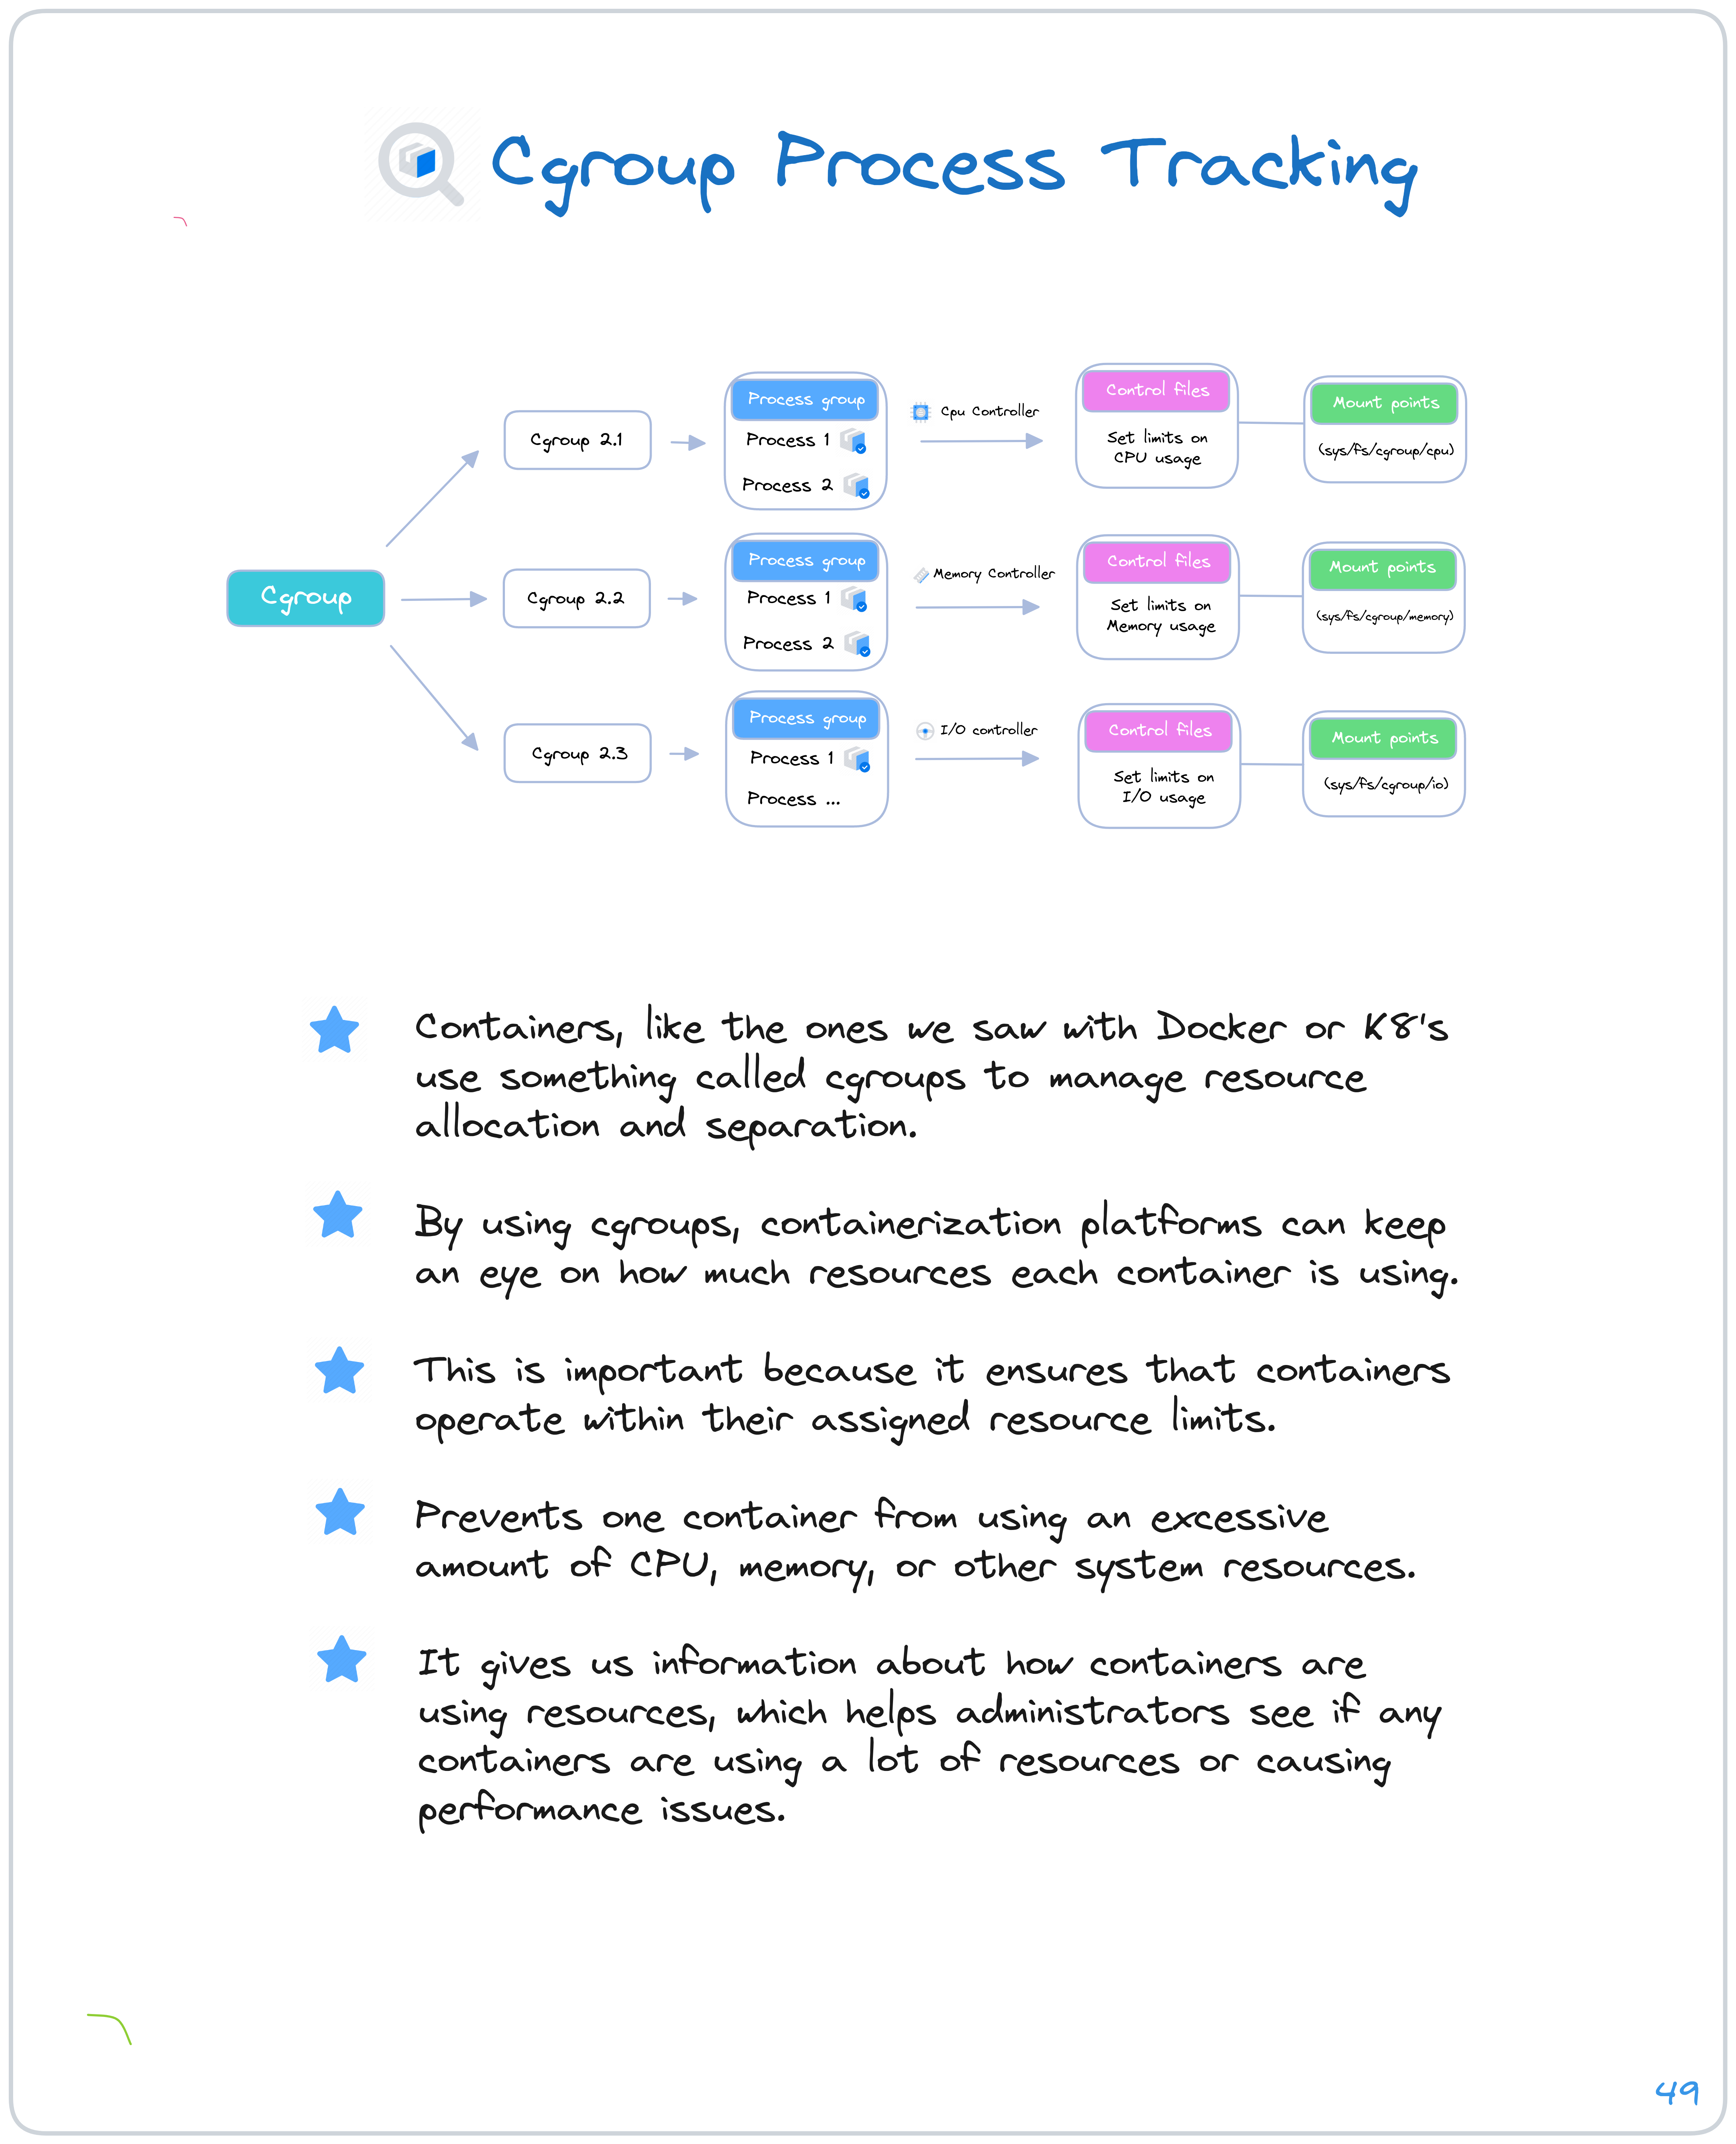 Cgroup Process Tracking
Cgroup
Cgroup 2.1
Process group
Process 1
Process 2
Cpu Controller
Control files
Set limits on
CPU usage
Mount points
(sys/fs/cgroup/cpu)
Cgroup 2.2
Process group
Process 1
Process 2
Memory Controller
Control files
Set limits on
Memory usage
Mount points
(sys/fs/cgroup/memory)
Cgroup 2.3
Process group
Process 1
Process ...
I/O controller
Control files
Set limits on
I/O usage
Mount points
(sys/fs/cgroup/io)
Containers, like the ones we saw with Docker or K8's
use something called cgroups to manage resource
allocation and separation.
By using cgroups, containerization platforms can keep
an eye on how much resources each container is using.
This is important because it ensures that containers
operate within their assigned resource limits.
Prevents one container from using an excessive
amount of CPU, memory, or other system resources.
It gives us information about how containers are
using resources, which helps administrators see if any
containers are using a lot of resources or causing
performance issues.
49